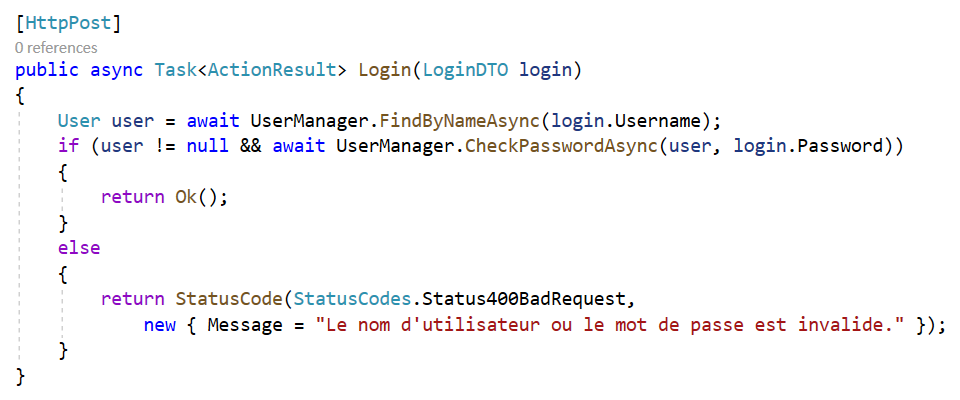 [HttpPost]
0 references
public async Task<ActionResult> Login(LoginDTO login)
{
    User user = await UserManager.FindByNameAsync(login.Username);
    if (user != null && await UserManager.CheckPasswordAsync(user, login.Password))
    {
        return Ok();
    }
    else
    {
        return StatusCode(StatusCodes.Status400BadRequest,
            new { Message = "Le nom d'utilisateur ou le mot de passe est invalide." });
    }
}